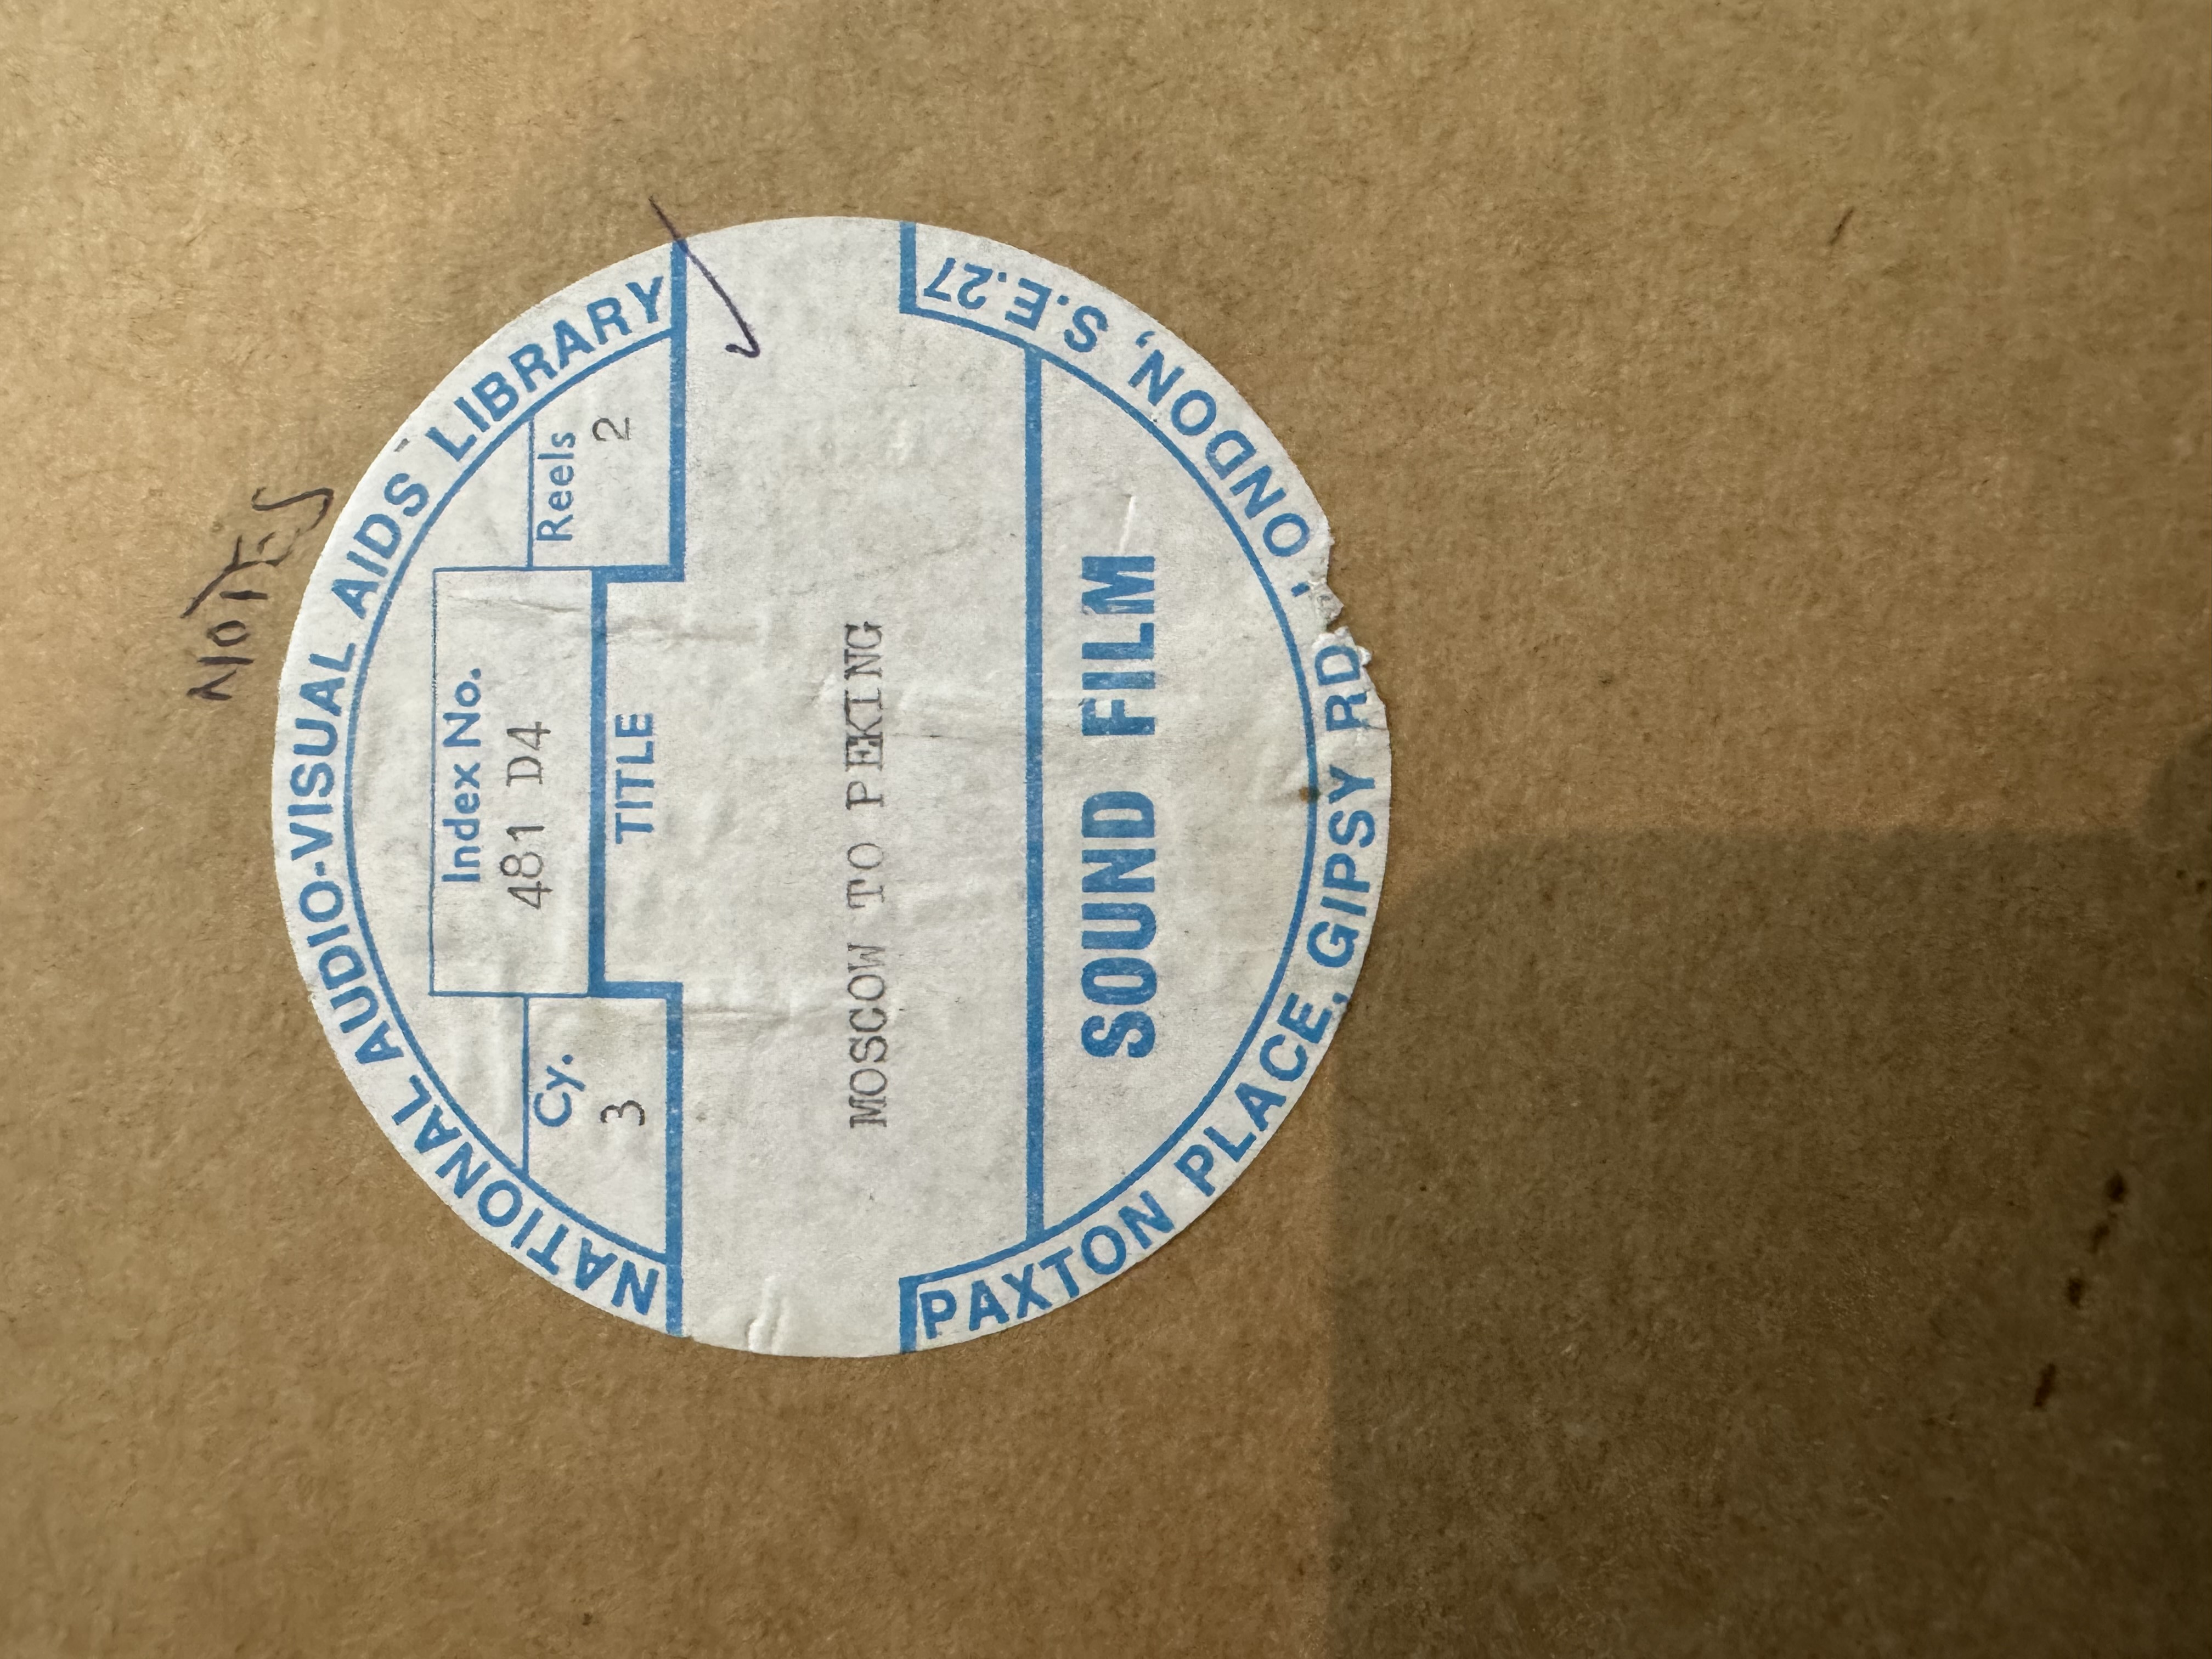 NOTES
NATIONAL AUDIO-VISUAL AIDS LIBRARY
Index No.
481 D4
Cy.
3
Reels
2
TITLE
MOSCOW TO PEKING
SOUND FILM
PAXTON PLACE, GIPSY RD
ONDON, S.E.27